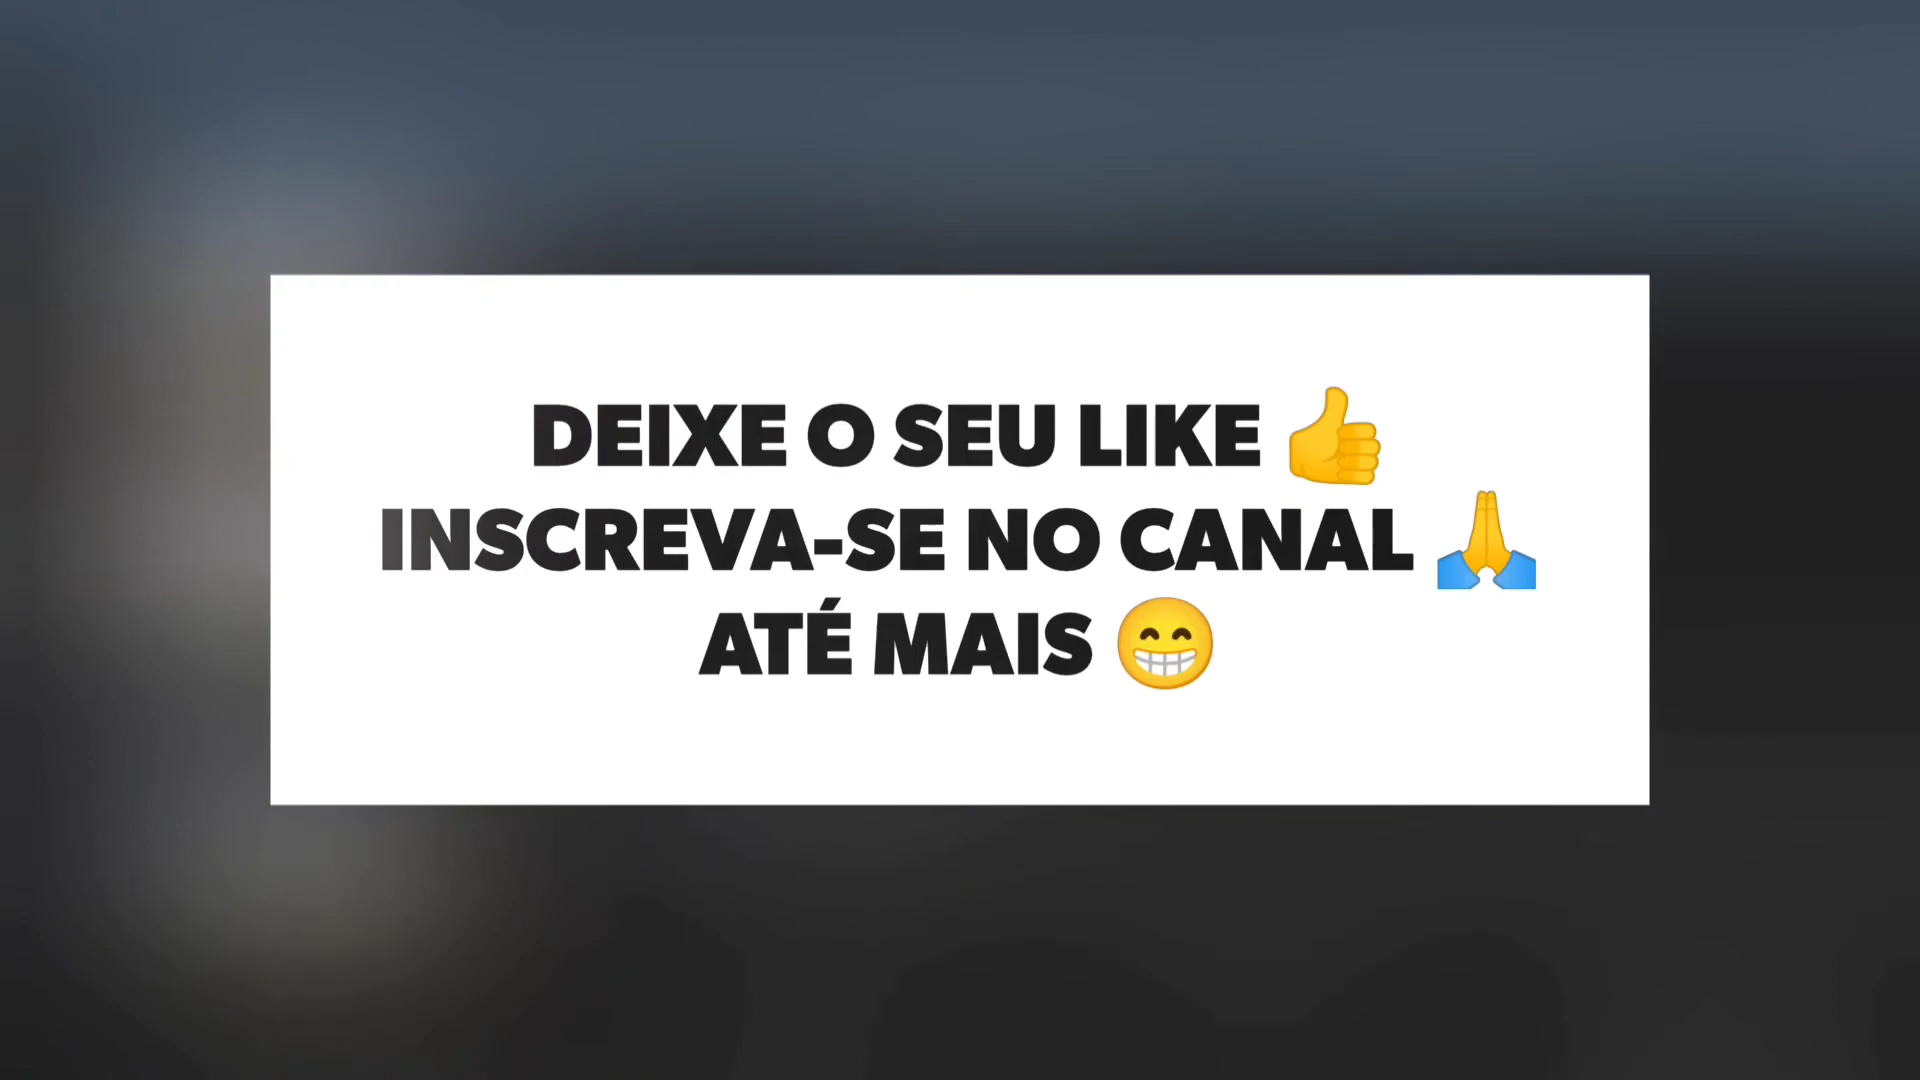 DEIXE O SEU LIKE 👍
INSCREVA-SE NO CANAL 🙏
ATÉ MAIS 😁